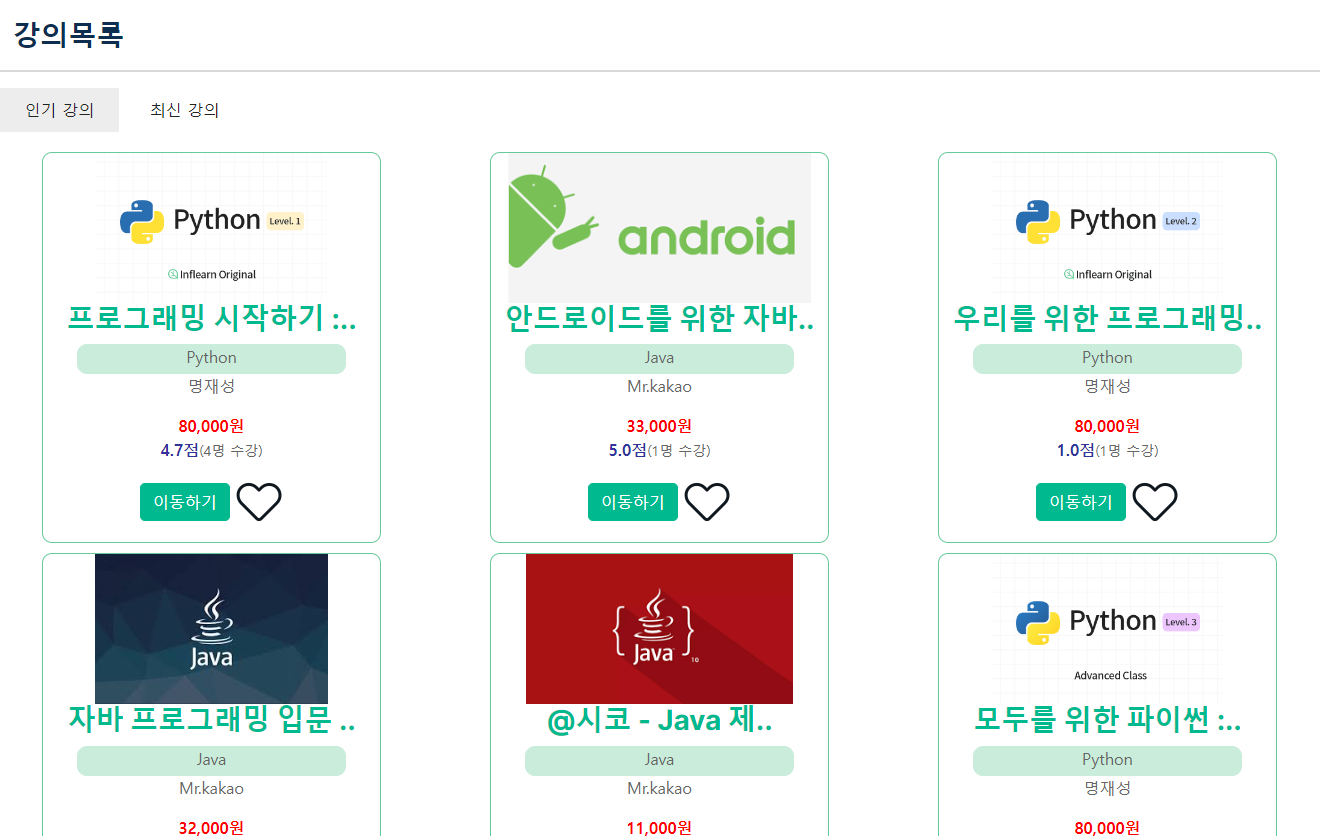 강의목록
인기 강의
최신 강의
Python Level. 1
Inflearn Original
프로그래밍 시작하기 :..
Python
명재성
80,000원
4.7점(4명 수강)
이동하기
android
안드로이드를 위한 자바..
Java
Mr.kakao
33,000원
5.0점(1명 수강)
이동하기
Python Level. 2
Inflearn Original
우리를 위한 프로그래밍..
Python
명재성
80,000원
1.0점(1명 수강)
이동하기
Java
자바 프로그래밍 입문 ..
Java
Mr.kakao
32,000원
{Java} 10
@시코 - Java 제..
Java
Mr.kakao
11,000원
Python Level. 3
Advanced Class
모두를 위한 파이썬 :..
Python
명재성
80,000원